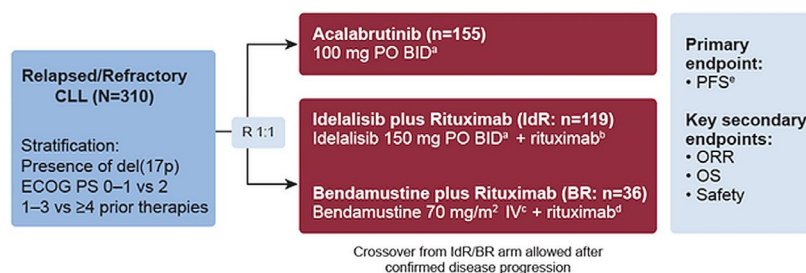 Relapsed/Refractory
CLL (N=310)
Stratification:
Presence of del(17p)
ECOG PS 0–1 vs 2
1–3 vs ≥4 prior therapies
R 1:1
Acalabrutinib (n=155)
100 mg PO BIDᵃ
Idelalisib plus Rituximab (IdR: n=119)
Idelalisib 150 mg PO BIDᵃ + rituximabᵇ
Bendamustine plus Rituximab (BR: n=36)
Bendamustine 70 mg/m² IVᶜ + rituximabᵈ
Crossover from IdR/BR arm allowed after
confirmed disease progression
Primary
endpoint:
• PFSᵉ
Key secondary
endpoints:
• ORR
• OS
• Safety